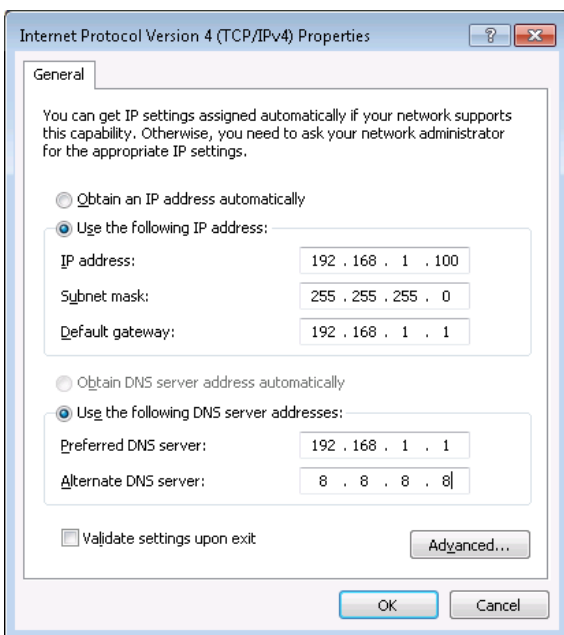 Internet Protocol Version 4 (TCP/IPv4) Properties
General
You can get IP settings assigned automatically if your network supports
this capability. Otherwise, you need to ask your network administrator
for the appropriate IP settings.
Obtain an IP address automatically
Use the following IP address:
IP address: 192 . 168 . 1 . 100
Subnet mask: 255 . 255 . 255 . 0
Default gateway: 192 . 168 . 1 . 1
Obtain DNS server address automatically
Use the following DNS server addresses:
Preferred DNS server: 192 . 168 . 1 . 1
Alternate DNS server: 8 . 8 . 8 . 8
Validate settings upon exit
Advanced...
OK Cancel